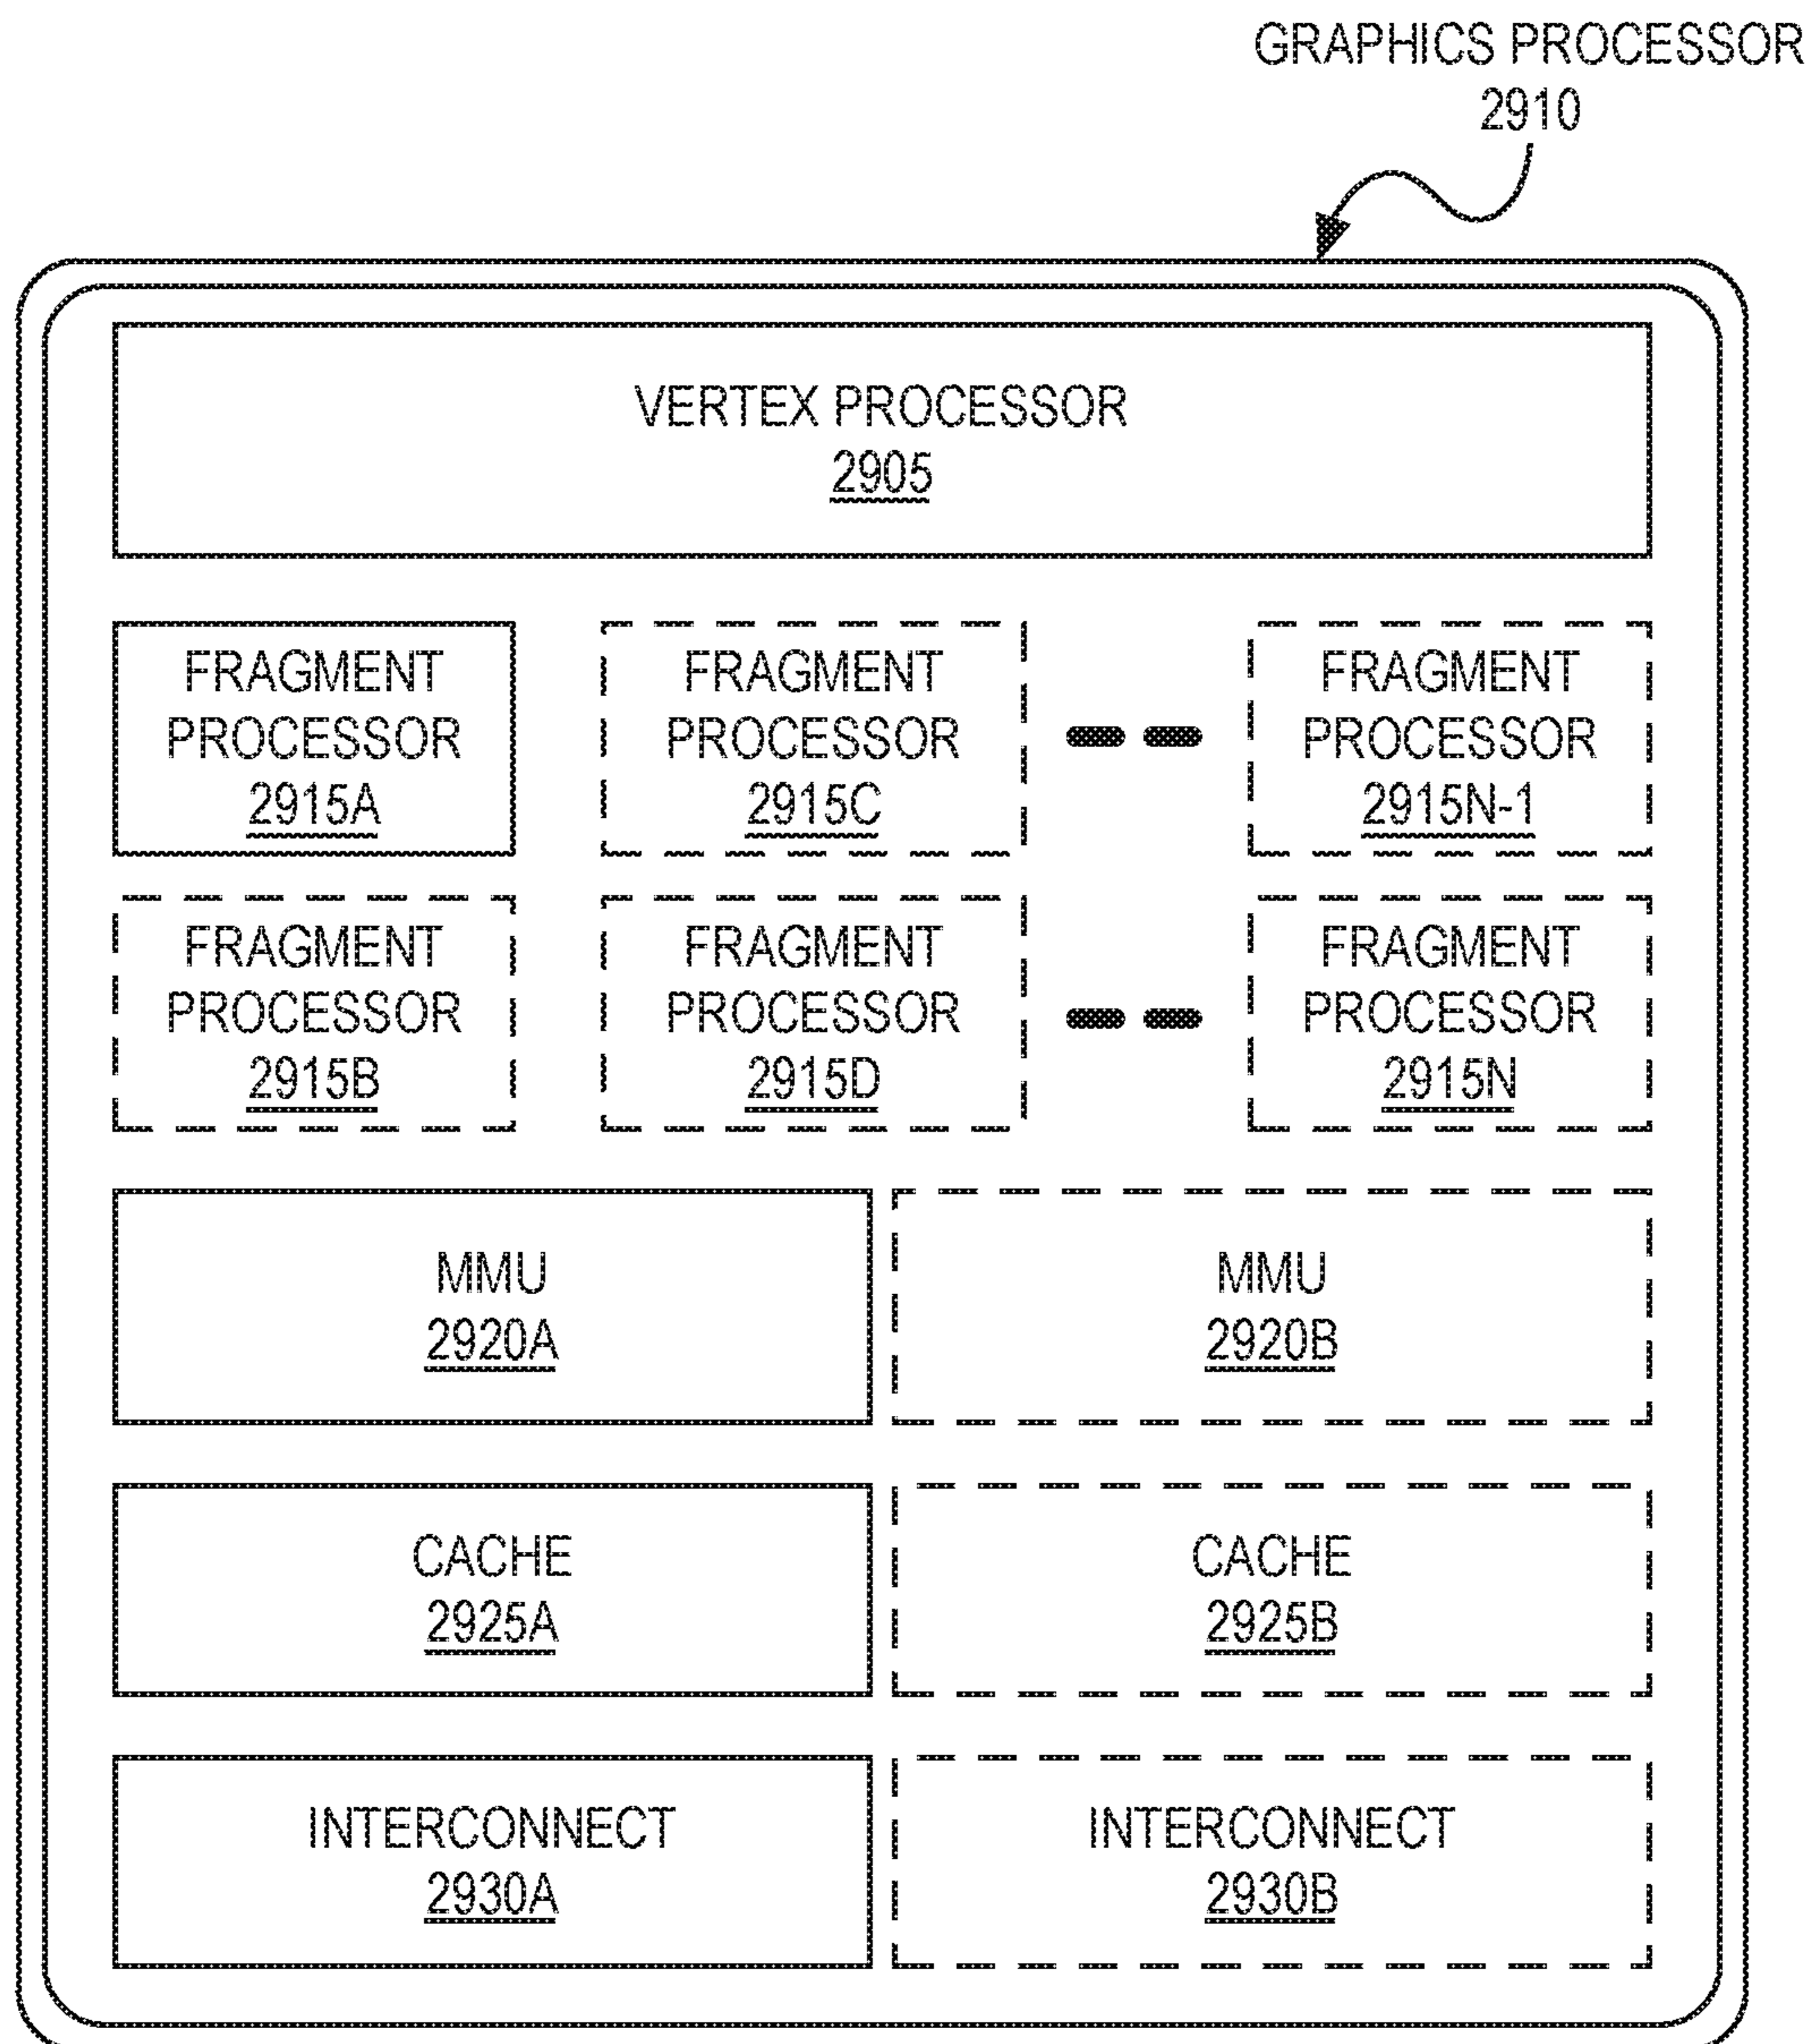 GRAPHICS PROCESSOR
2910
VERTEX PROCESSOR
2905
FRAGMENT
PROCESSOR
2915A
FRAGMENT
PROCESSOR
2915C
FRAGMENT
PROCESSOR
2915N-1
FRAGMENT
PROCESSOR
2915B
FRAGMENT
PROCESSOR
2915D
FRAGMENT
PROCESSOR
2915N
MMU
2920A
MMU
2920B
CACHE
2925A
CACHE
2925B
INTERCONNECT
2930A
INTERCONNECT
2930B